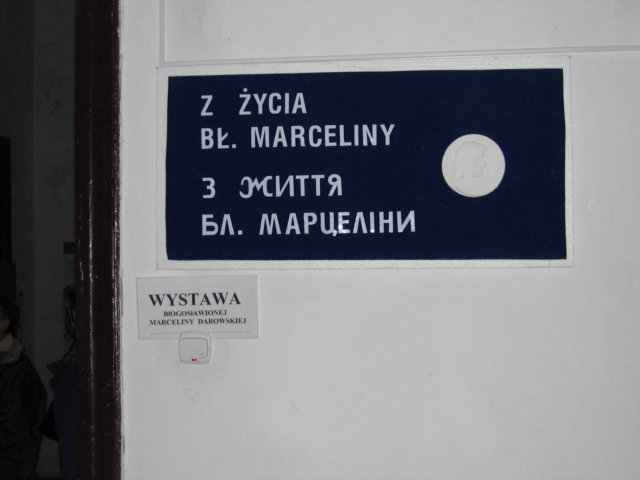 Z ŻYCIA
BŁ. MARCELINY
З ЖИТТЯ
БЛ. МАРЦЕЛІНИ
WYSTAWA
BŁOGOSŁAWIONEJ
MARCELINY DAROWSKIEJ